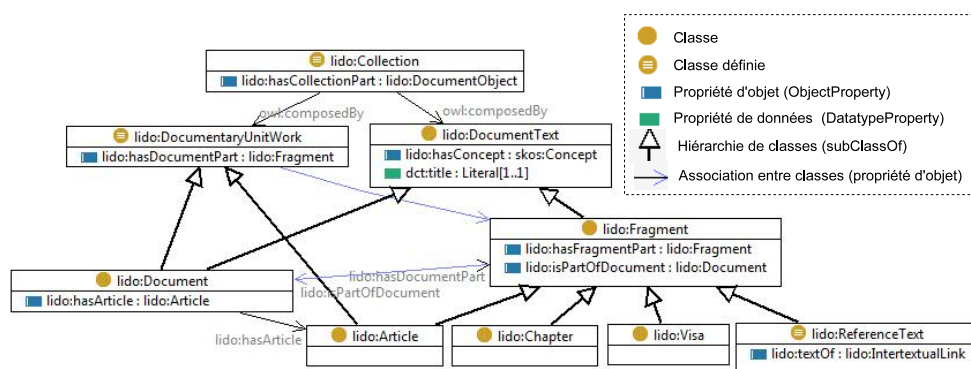 lido:Collection
lido:hasCollectionPart : lido:DocumentObject
owl:composedBy
owl:composedBy
lido:DocumentaryUnitWork
lido:hasDocumentPart : lido:Fragment
lido:DocumentText
lido:hasConcept : skos:Concept
dct:title : Literal[1..1]
lido:Fragment
lido:hasFragmentPart : lido:Fragment
lido:isPartOfDocument : lido:Document
lido:Document
lido:hasArticle : lido:Article
lido:hasDocumentPart
lido:isPartOfDocument
lido:hasArticle
lido:Article
lido:Chapter
lido:Visa
lido:ReferenceText
lido:textOf : lido:IntertextualLink
Classe
Classe définie
Propriété d'objet (ObjectProperty)
Propriété de données (DatatypeProperty)
Hiérarchie de classes (subClassOf)
Association entre classes (propriété d'objet)